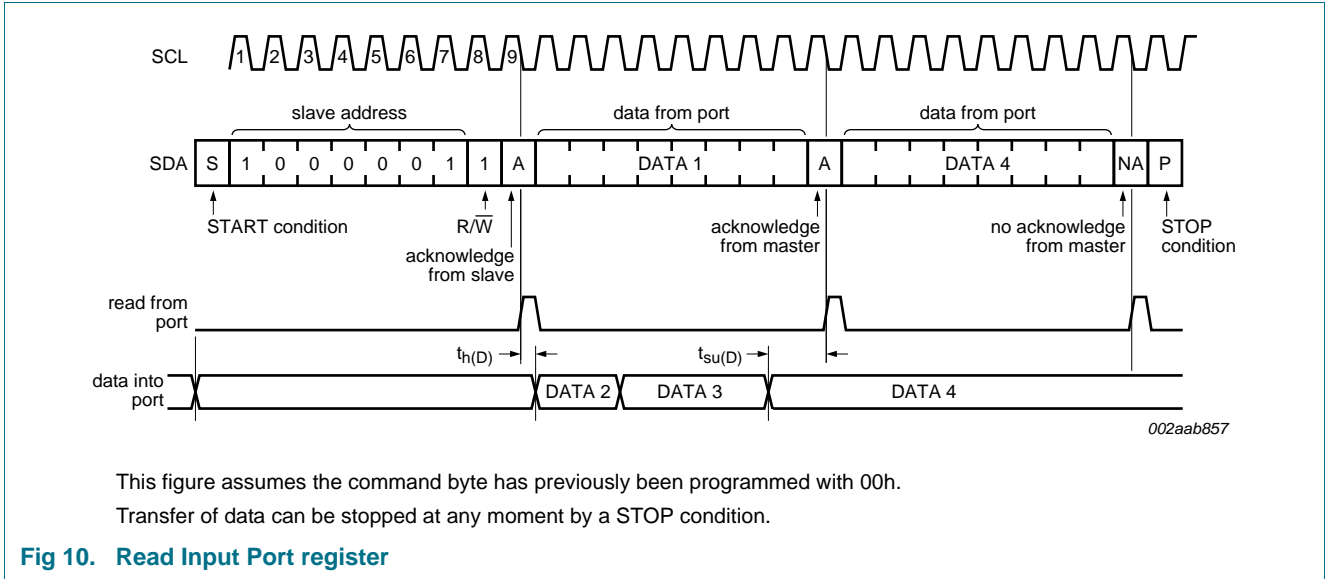 SCL 1 2 3 4 5 6 7 8 9
slave address data from port data from port
SDA S 1 0 0 0 0 0 1 1 A DATA 1 A DATA 4 NA P
START condition R/W̅ acknowledge no acknowledge STOP
from master from master condition
acknowledge
from slave
read from
port
th(D) tsu(D)
data into
port DATA 2 DATA 3 DATA 4
002aab857
This figure assumes the command byte has previously been programmed with 00h.
Transfer of data can be stopped at any moment by a STOP condition.
Fig 10. Read Input Port register